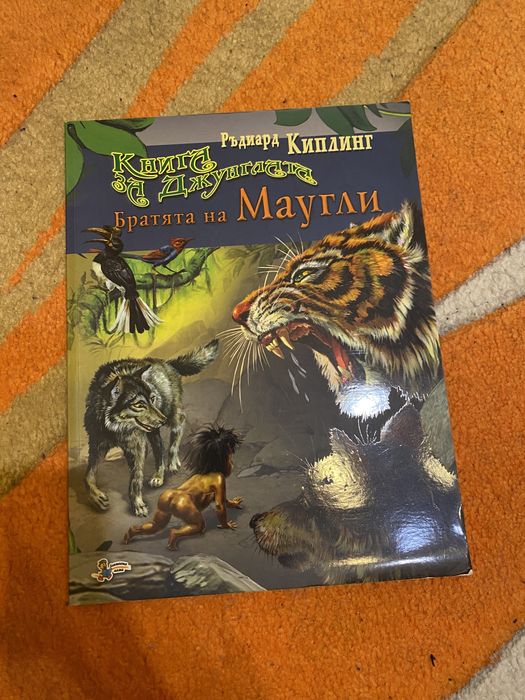 Ръдиард Киплинг
Книга
за Джунглата
Братята на Маугли